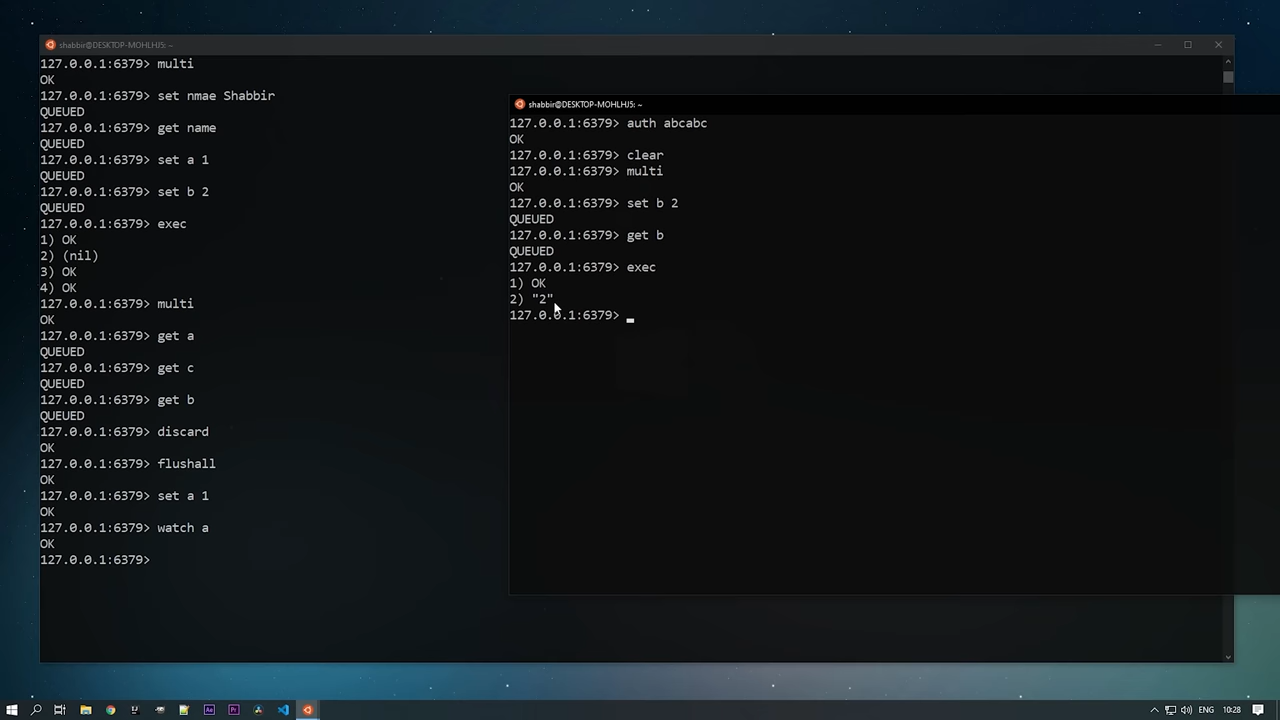 shabbir@DESKTOP-MOHLHJ5: ~
127.0.0.1:6379> multi
OK
127.0.0.1:6379> set nmae Shabbir
QUEUED
127.0.0.1:6379> get name
QUEUED
127.0.0.1:6379> set a 1
QUEUED
127.0.0.1:6379> set b 2
QUEUED
127.0.0.1:6379> exec
1) OK
2) (nil)
3) OK
4) OK
127.0.0.1:6379> multi
OK
127.0.0.1:6379> get a
QUEUED
127.0.0.1:6379> get c
QUEUED
127.0.0.1:6379> get b
QUEUED
127.0.0.1:6379> discard
OK
127.0.0.1:6379> flushall
OK
127.0.0.1:6379> set a 1
OK
127.0.0.1:6379> watch a
OK
127.0.0.1:6379>
shabbir@DESKTOP-MOHLHJ5: ~
127.0.0.1:6379> auth abcabc
OK
127.0.0.1:6379> clear
127.0.0.1:6379> multi
OK
127.0.0.1:6379> set b 2
QUEUED
127.0.0.1:6379> get b
QUEUED
127.0.0.1:6379> exec
1) OK
2) "2"
127.0.0.1:6379>
Ae
Pr
ENG
10:28